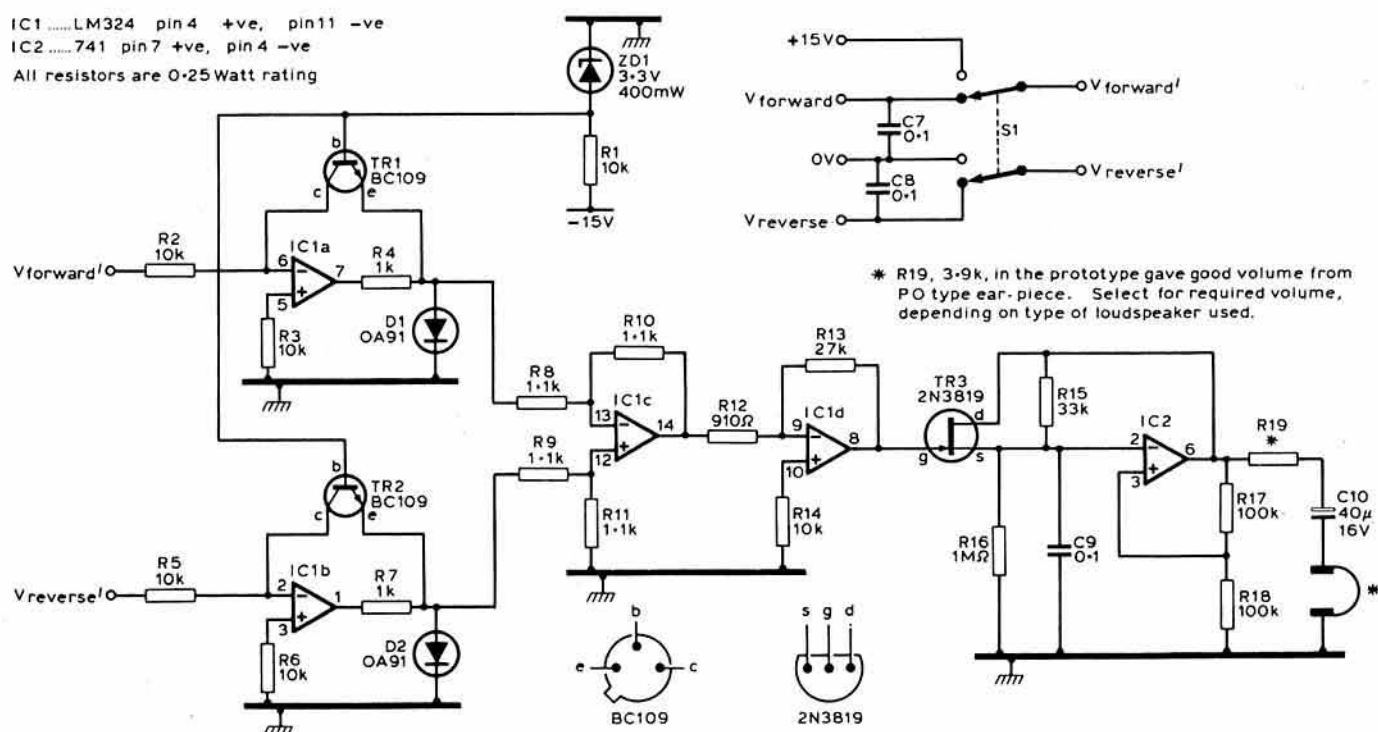 IC1 ......LM324 pin 4 +ve, pin 11 −ve
IC2 ......741 pin 7 +ve, pin 4 −ve
All resistors are 0·25 Watt rating
ZD1
3·3V
400mW
R1
10k
−15V
b
TR1
BC109
c
e
R2
10k
Vforward′
6
−
IC1a
7
+
5
R4
1k
R3
10k
D1
OA91
+15V
Vforward
C7
0·1
0V
C8
0·1
Vreverse
S1
Vforward′
Vreverse′
* R19, 3·9k, in the prototype gave good volume from
PO type ear-piece. Select for required volume,
depending on type of loudspeaker used.
b
TR2
BC109
c
e
R5
10k
Vreverse′
2
−
IC1b
1
+
3
R7
1k
R6
10k
D2
OA91
R8
1·1k
R9
1·1k
R10
1·1k
13
−
IC1c
14
+
12
R11
1·1k
R12
910Ω
R13
27k
9
−
IC1d
8
+
10
R14
10k
TR3
2N3819
d
g
s
R15
33k
R16
1MΩ
C9
0·1
IC2
2
−
6
+
3
R17
100k
R18
100k
R19
*
C10
40μ
16V
*
b
e
c
BC109
s
g
d
2N3819